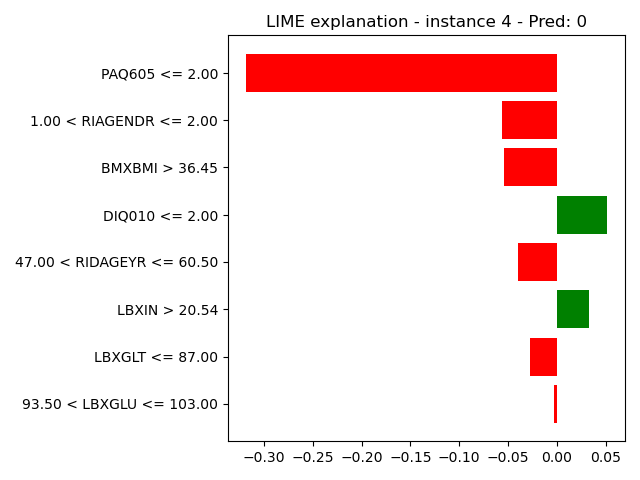 LIME explanation - instance 4 - Pred: 0
PAQ605 <= 2.00
1.00 < RIAGENDR <= 2.00
BMXBMI > 36.45
DIQ010 <= 2.00
47.00 < RIDAGEYR <= 60.50
LBXIN > 20.54
LBXGLT <= 87.00
93.50 < LBXGLU <= 103.00
−0.30 −0.25 −0.20 −0.15 −0.10 −0.05 0.00 0.05